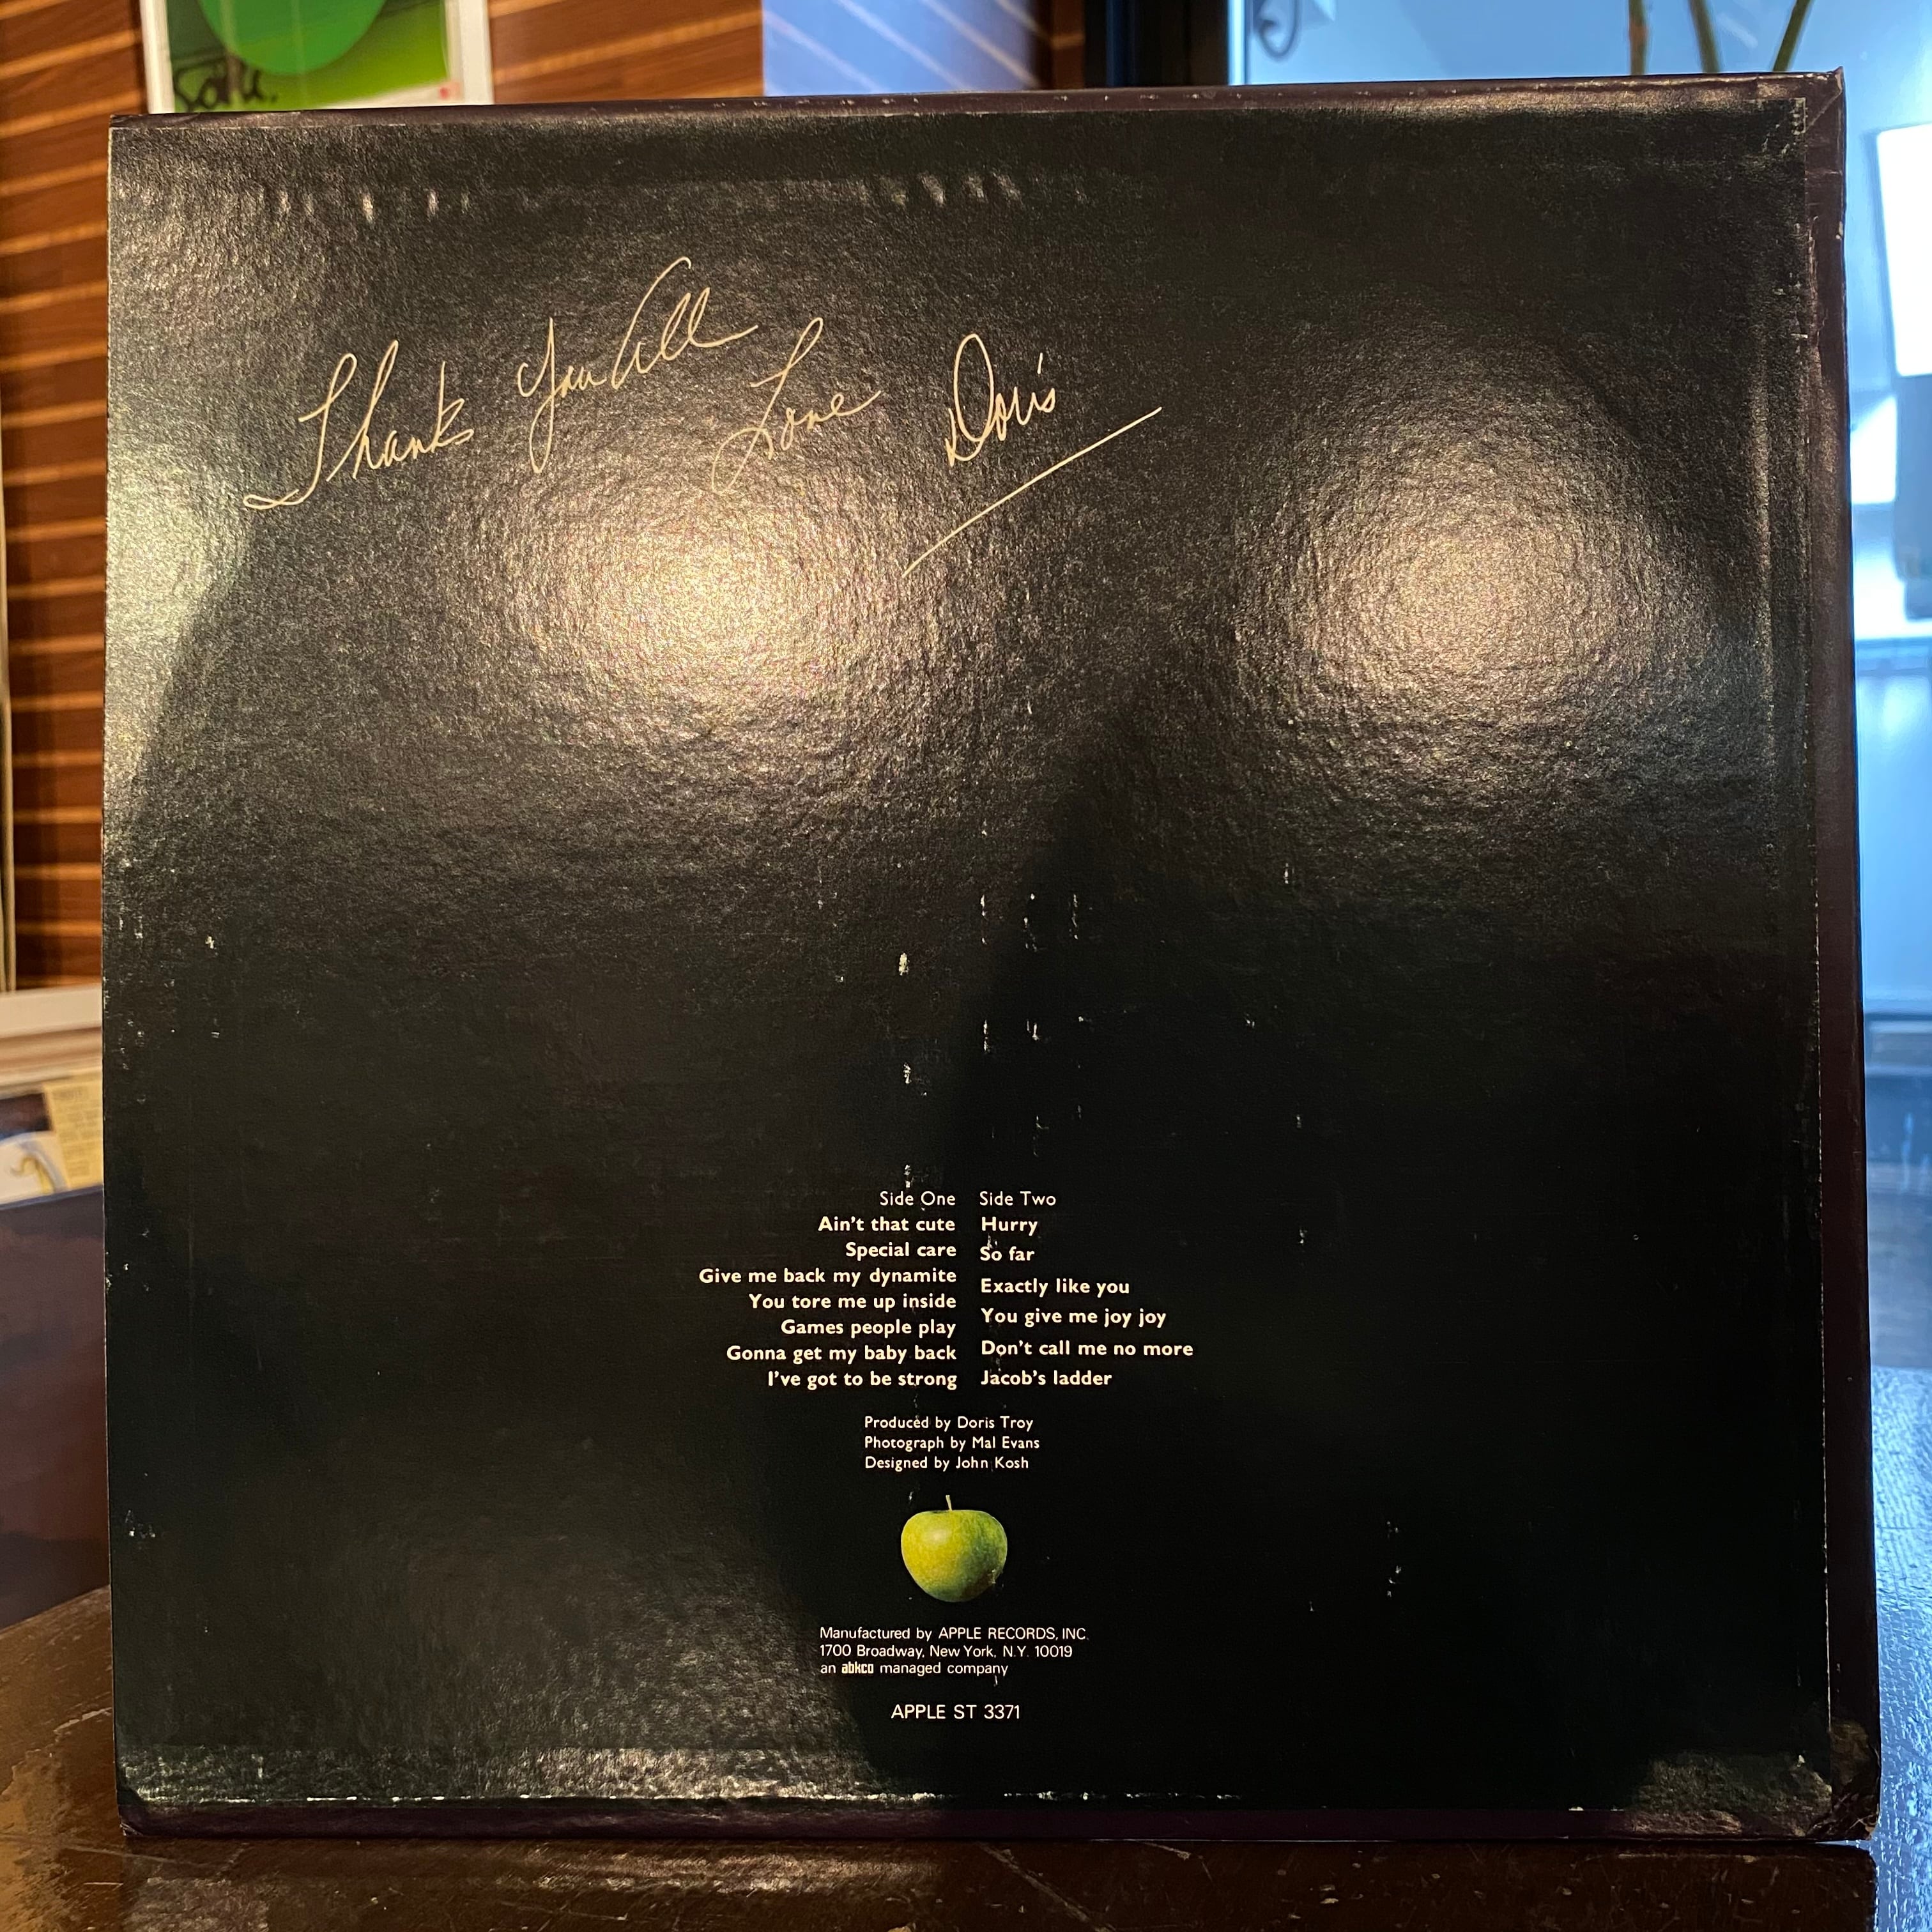 Thanks You All
Love Doris
Side One
Ain't that cute
Special care
Give me back my dynamite
You tore me up inside
Games people play
Gonna get my baby back
I've got to be strong
Side Two
Hurry
So far
Exactly like you
You give me joy joy
Don't call me no more
Jacob's ladder
Produced by Doris Troy
Photograph by Mal Evans
Designed by John Kosh
Manufactured by APPLE RECORDS, INC.
1700 Broadway, New York, N.Y. 10019
an abkco managed company
APPLE ST 3371